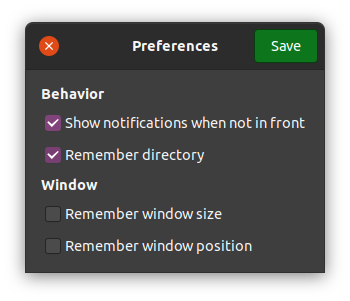 Preferences
Save
Behavior
Show notifications when not in front
Remember directory
Window
Remember window size
Remember window position